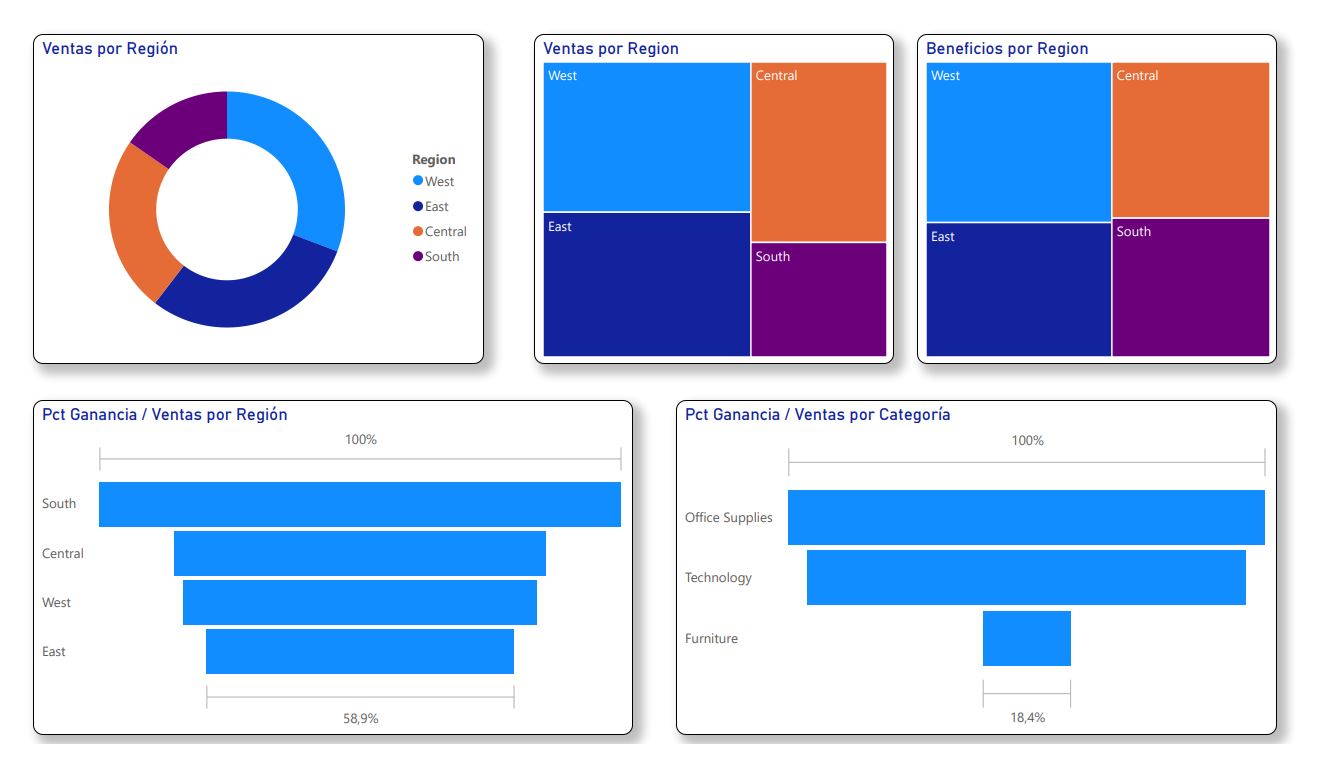 Ventas por Región
Region
West
East
Central
South
Ventas por Region
West
Central
East
South
Beneficios por Region
West
Central
East
South
Pct Ganancia / Ventas por Región
100%
South
Central
West
East
58,9%
Pct Ganancia / Ventas por Categoría
100%
Office Supplies
Technology
Furniture
18,4%